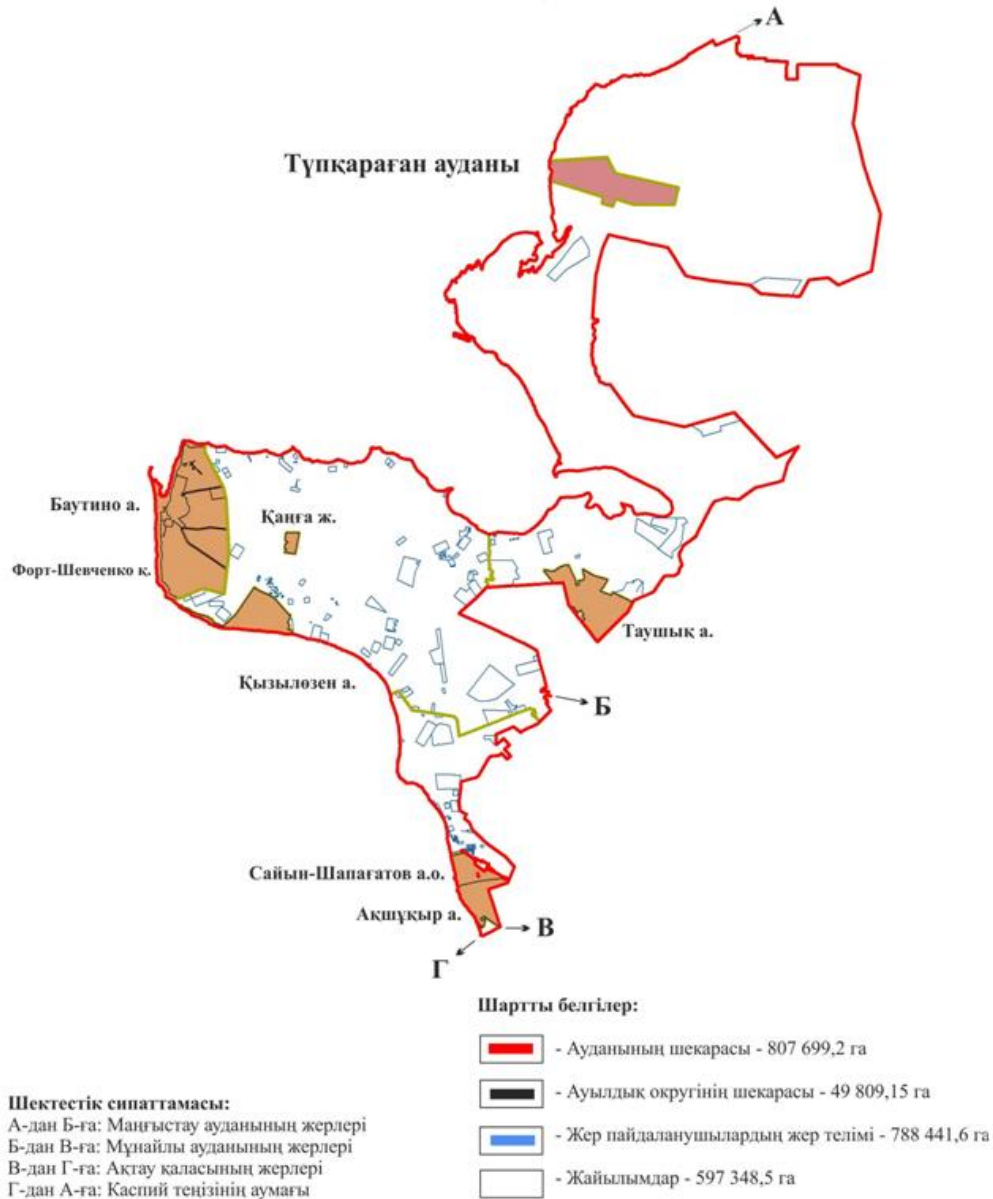 А
Түпқараған ауданы
Баутино а.
Қаңға ж.
Форт-Шевченко қ.
Таушық а.
Қызылөзен а.
Б
Сайын-Шапағатов а.о.
Ақшұқыр а.
В
Г
Шартты белгілер:
- Ауданының шекарасы - 807 699,2 га
- Ауылдық округінің шекарасы - 49 809,15 га
- Жер пайдаланушылардың жер телімі - 788 441,6 га
- Жайылымдар - 597 348,5 га
Шектестік сипаттамасы:
А-дан Б-ға: Маңғыстау ауданының жерлері
Б-дан В-ға: Мұнайлы ауданының жерлері
В-дан Г-ға: Ақтау қаласының жерлері
Г-дан А-ға: Каспий теңізінің аумағы